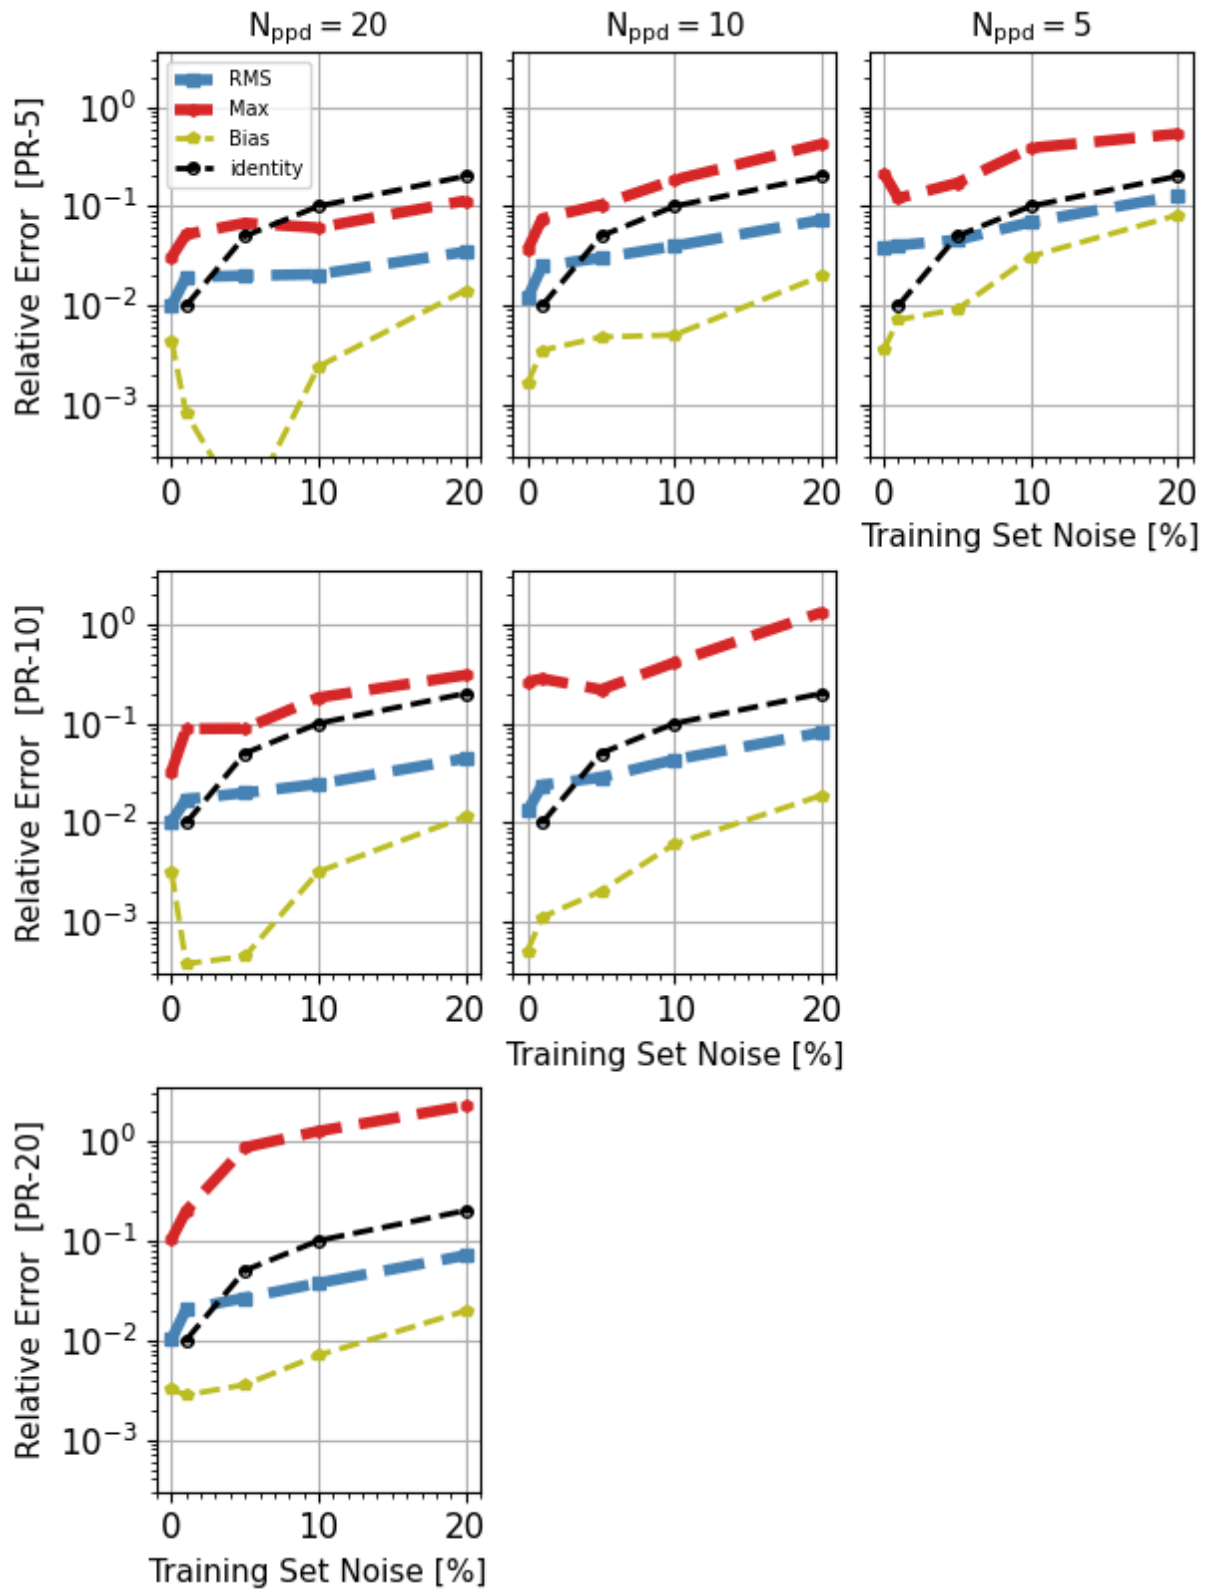 N_ppd = 20
N_ppd = 10
N_ppd = 5
Relative Error [PR-5]
10^0
10^-1
10^-2
10^-3
RMS
Max
Bias
identity
0 10 20
0 10 20
0 10 20
Training Set Noise [%]
Relative Error [PR-10]
10^0
10^-1
10^-2
10^-3
0 10 20
0 10 20
Training Set Noise [%]
Relative Error [PR-20]
10^0
10^-1
10^-2
10^-3
0 10 20
Training Set Noise [%]